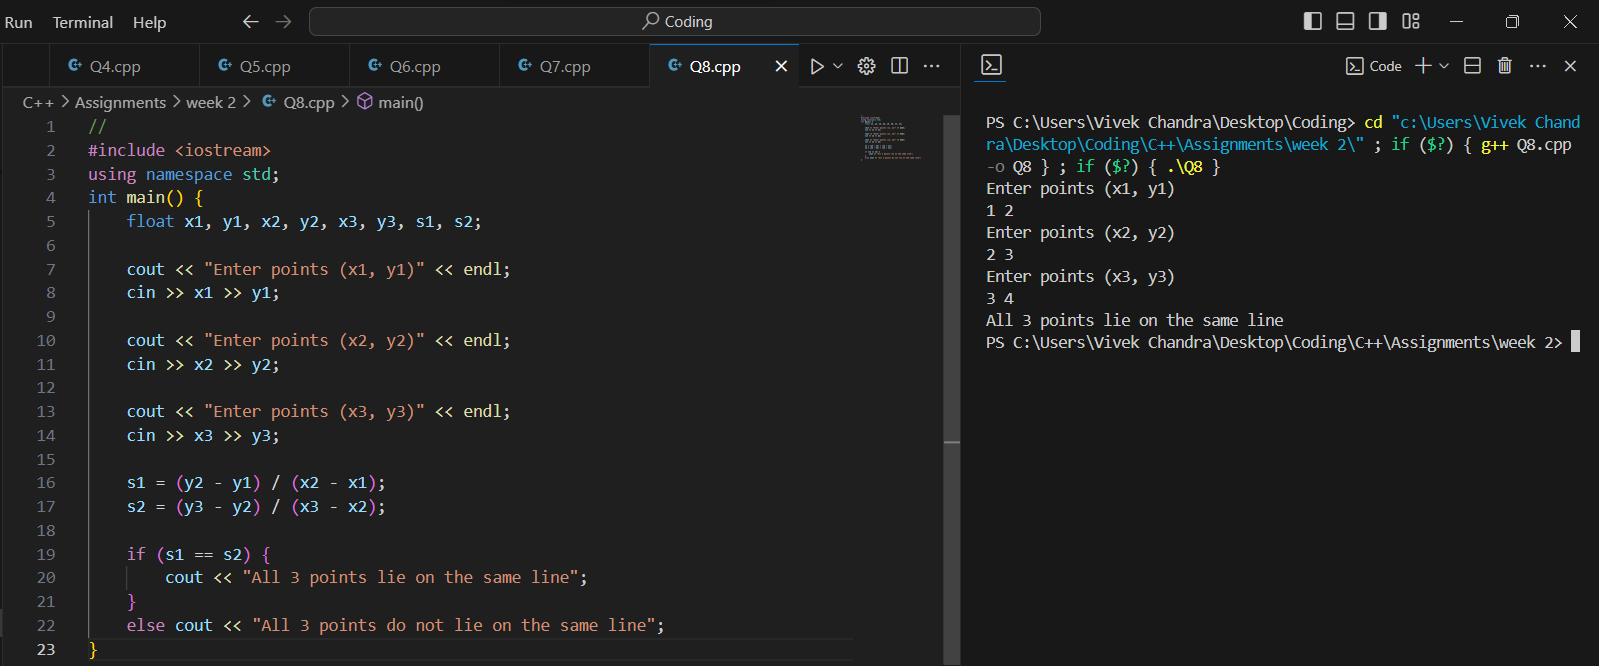 Run Terminal Help
Coding
Q4.cpp Q5.cpp Q6.cpp Q7.cpp Q8.cpp
C++ > Assignments > week 2 > Q8.cpp > main()
1 //
2 #include <iostream>
3 using namespace std;
4 int main() {
5 float x1, y1, x2, y2, x3, y3, s1, s2;
6
7 cout << "Enter points (x1, y1)" << endl;
8 cin >> x1 >> y1;
9
10 cout << "Enter points (x2, y2)" << endl;
11 cin >> x2 >> y2;
12
13 cout << "Enter points (x3, y3)" << endl;
14 cin >> x3 >> y3;
15
16 s1 = (y2 - y1) / (x2 - x1);
17 s2 = (y3 - y2) / (x3 - x2);
18
19 if (s1 == s2) {
20 cout << "All 3 points lie on the same line";
21 }
22 else cout << "All 3 points do not lie on the same line";
23 }
Code
PS C:\Users\Vivek Chandra\Desktop\Coding> cd "c:\Users\Vivek Chand
ra\Desktop\Coding\C++\Assignments\week 2\" ; if ($?) { g++ Q8.cpp
-o Q8 } ; if ($?) { .\Q8 }
Enter points (x1, y1)
1 2
Enter points (x2, y2)
2 3
Enter points (x3, y3)
3 4
All 3 points lie on the same line
PS C:\Users\Vivek Chandra\Desktop\Coding\C++\Assignments\week 2>